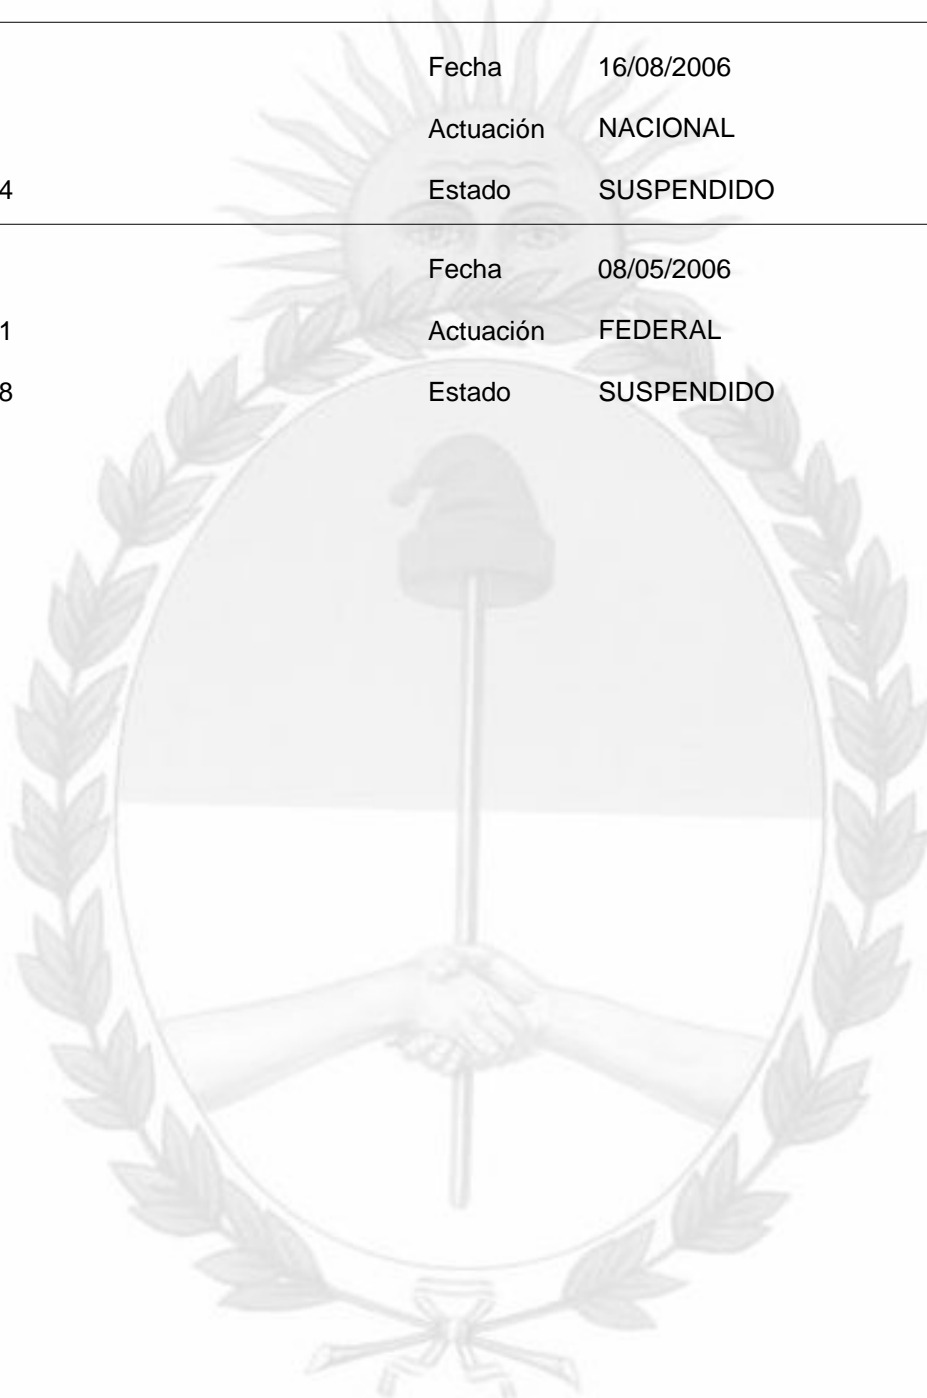 Fecha 16/08/2006
Actuación NACIONAL
4 Estado SUSPENDIDO
Fecha 08/05/2006
1 Actuación FEDERAL
8 Estado SUSPENDIDO